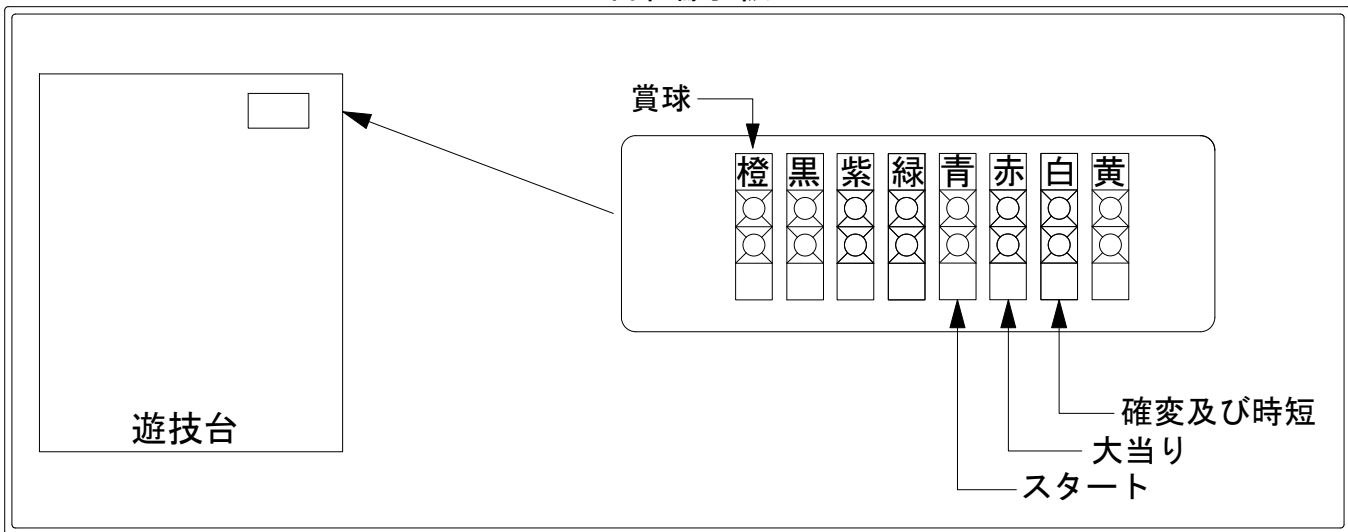 賞球
橙 黒 紫 緑 青 赤 白 黄
遊技台
確変及び時短
大当り
スタート